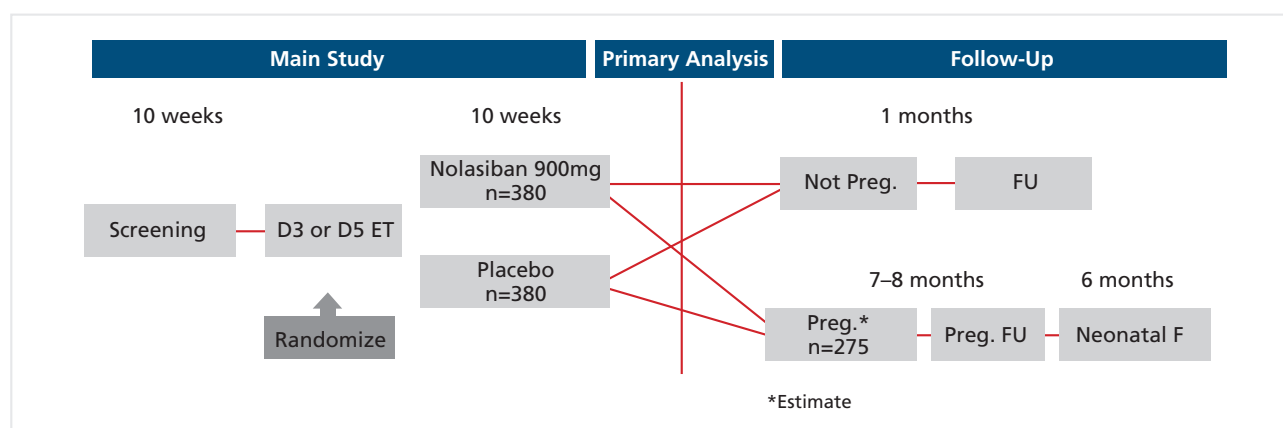 Main Study
Primary Analysis
Follow-Up
10 weeks
10 weeks
1 months
Nolasiban 900mg
n=380
Not Preg.
FU
Screening
D3 or D5 ET
Placebo
n=380
7–8 months
6 months
Randomize
Preg.*
n=275
Preg. FU
Neonatal F
*Estimate